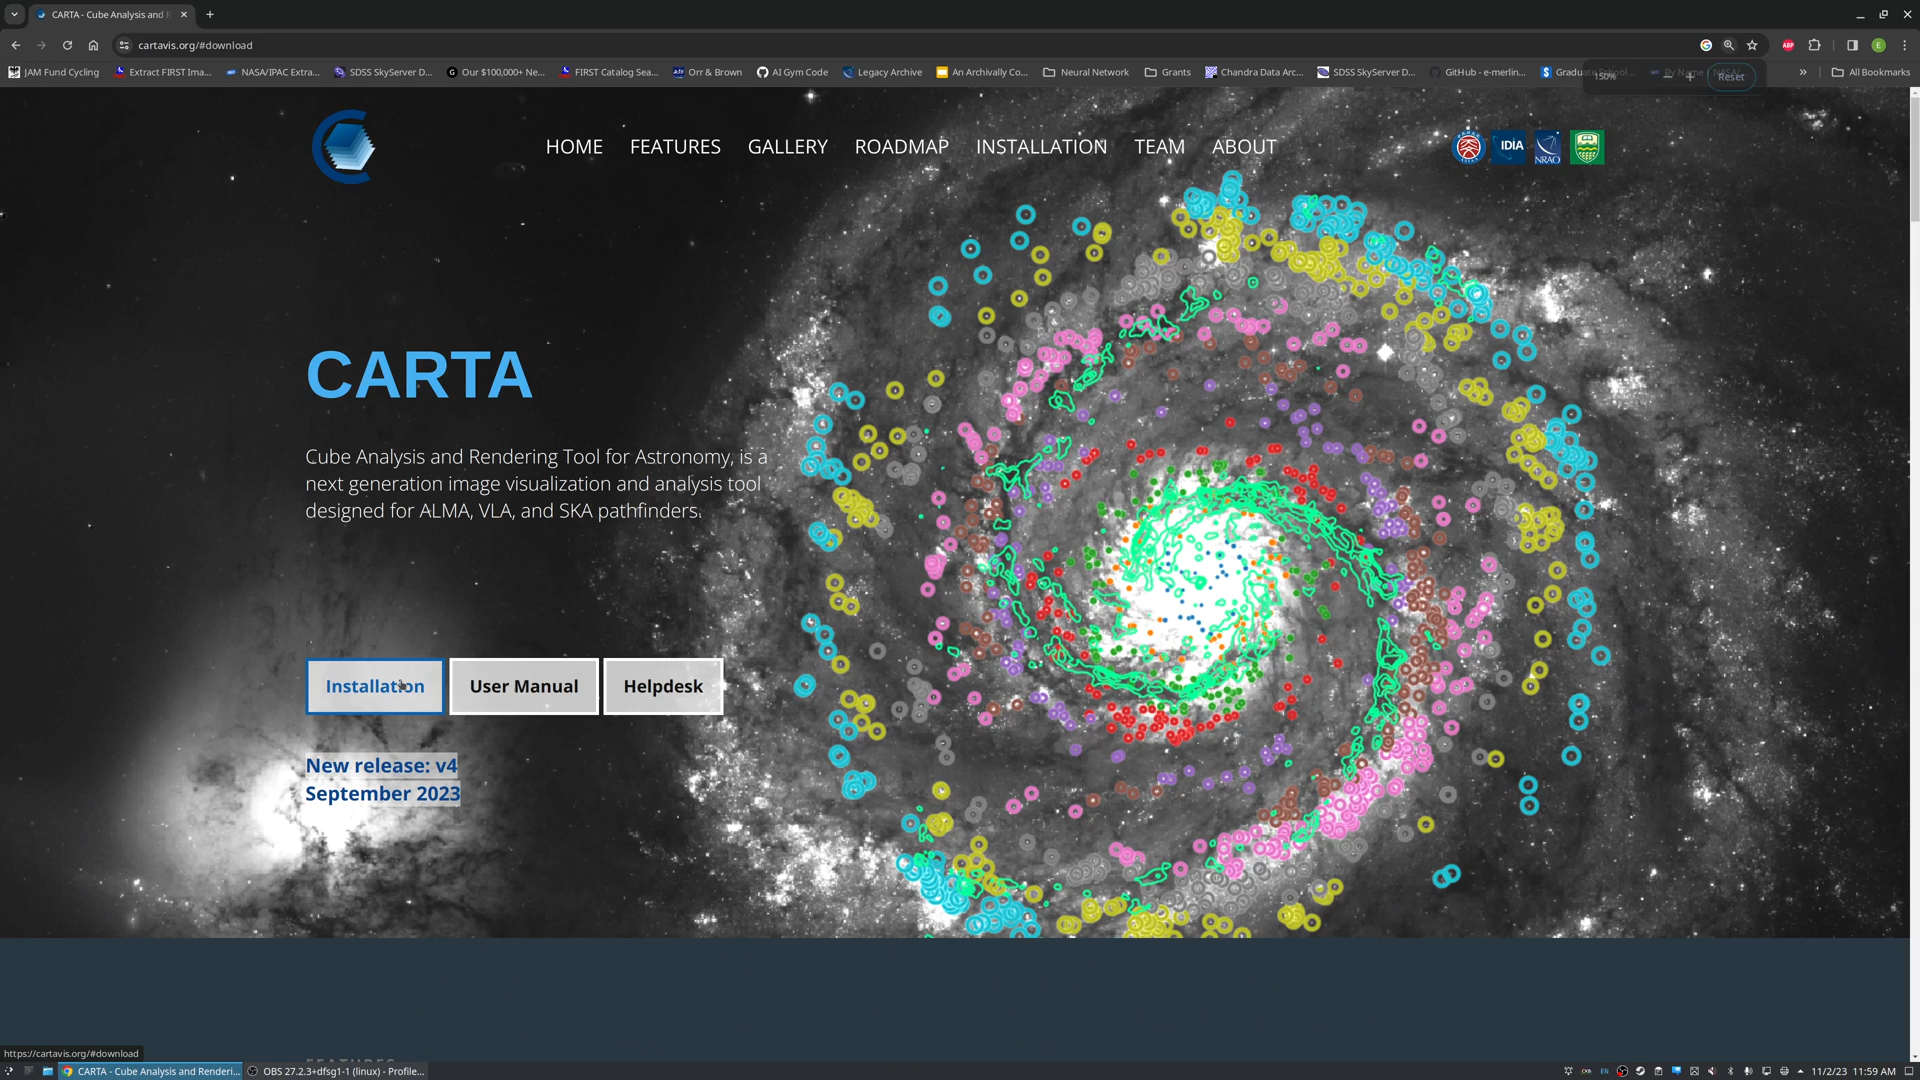 CARTA - Cube Analysis and R
cartavis.org/#download
JAM Fund Cycling
Extract FIRST Ima...
NASA/IPAC Extra...
SDSS SkyServer D...
Our $100,000+ Ne...
FIRST Catalog Sea...
Orr & Brown
AI Gym Code
Legacy Archive
An Archivally Co...
Neural Network
Grants
Chandra Data Arc...
SDSS SkyServer D...
GitHub - e-merlin...
All Bookmarks
150%
Reset
HOME
FEATURES
GALLERY
ROADMAP
INSTALLATION
TEAM
ABOUT
IDIA
NRAO
CARTA
Cube Analysis and Rendering Tool for Astronomy, is a
next generation image visualization and analysis tool
designed for ALMA, VLA, and SKA pathfinders.
Installation
User Manual
Helpdesk
New release: v4
September 2023
https://cartavis.org/#download
CARTA - Cube Analysis and Renderi...
OBS 27.2.3+dfsg1-1 (linux) - Profile...
EN
11/2/23
11:59 AM